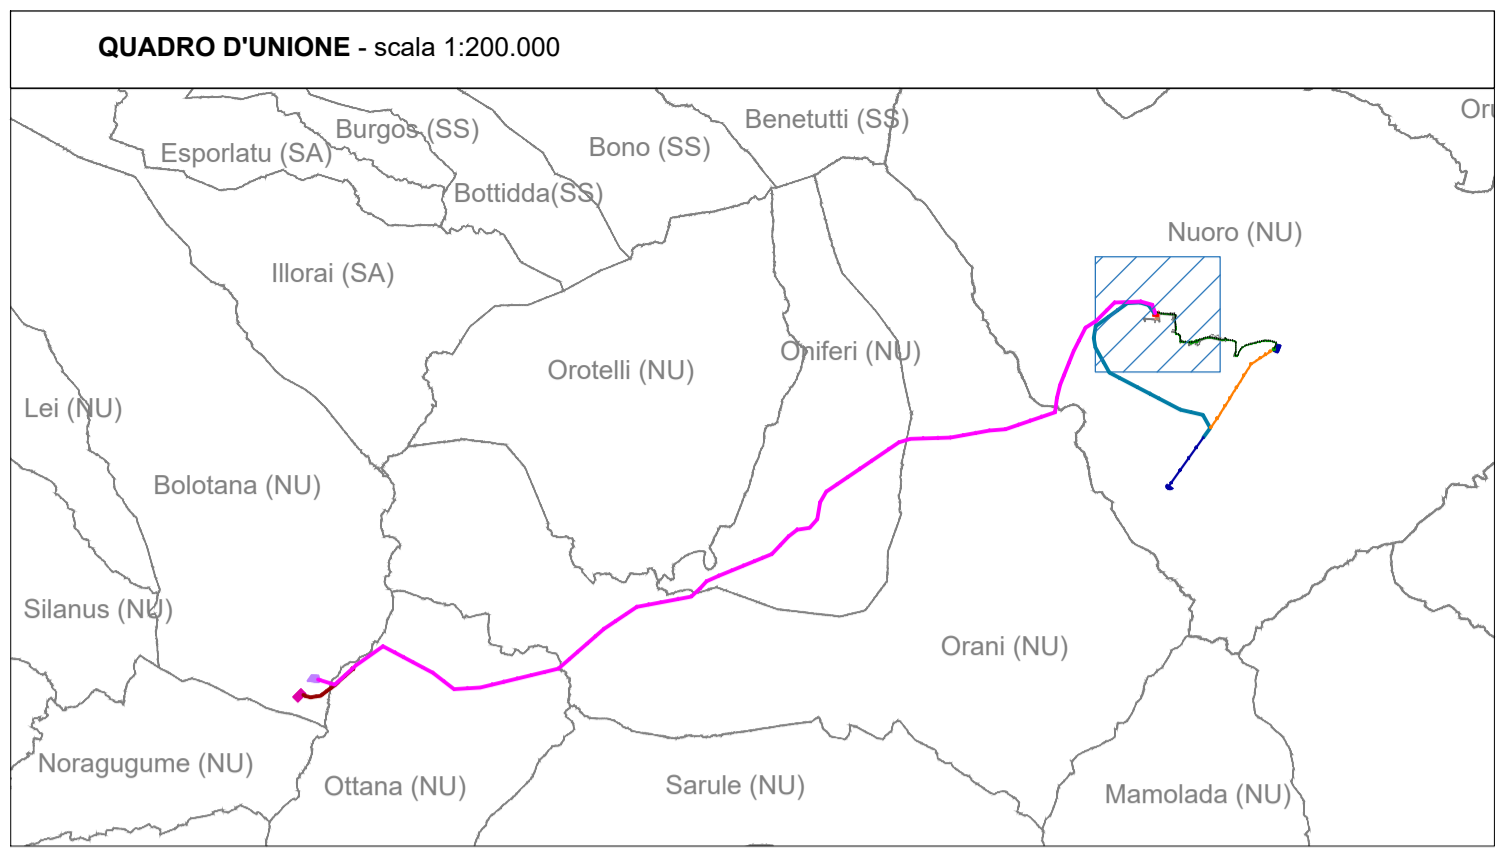 QUADRO D'UNIONE - scala 1:200.000
Oru
Benetutti (SS)
Burgos (SS)
Bono (SS)
Esporlatu (SA)
Bottidda(SS)
Nuoro (NU)
Illorai (SA)
Oniferi (NU)
Orotelli (NU)
Lei (NU)
Bolotana (NU)
Silanus (NU)
Orani (NU)
Noragugume (NU)
Ottana (NU)
Sarule (NU)
Mamolada (NU)